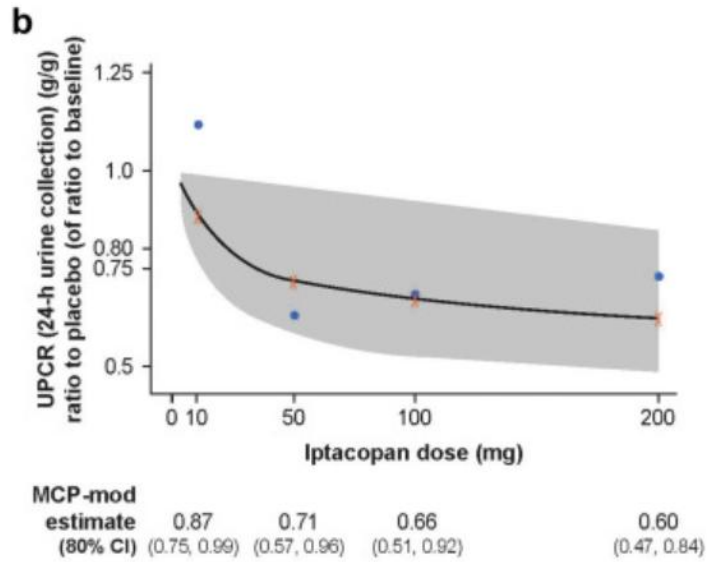 b
UPCR (24-h urine collection) (g/g)
ratio to placebo (of ratio to baseline)
1.25
1.0
0.80
0.75
0.5
0 10 50 100 200
Iptacopan dose (mg)
MCP-mod
estimate 0.87 0.71 0.66 0.60
(80% CI) (0.75, 0.99) (0.57, 0.96) (0.51, 0.92) (0.47, 0.84)